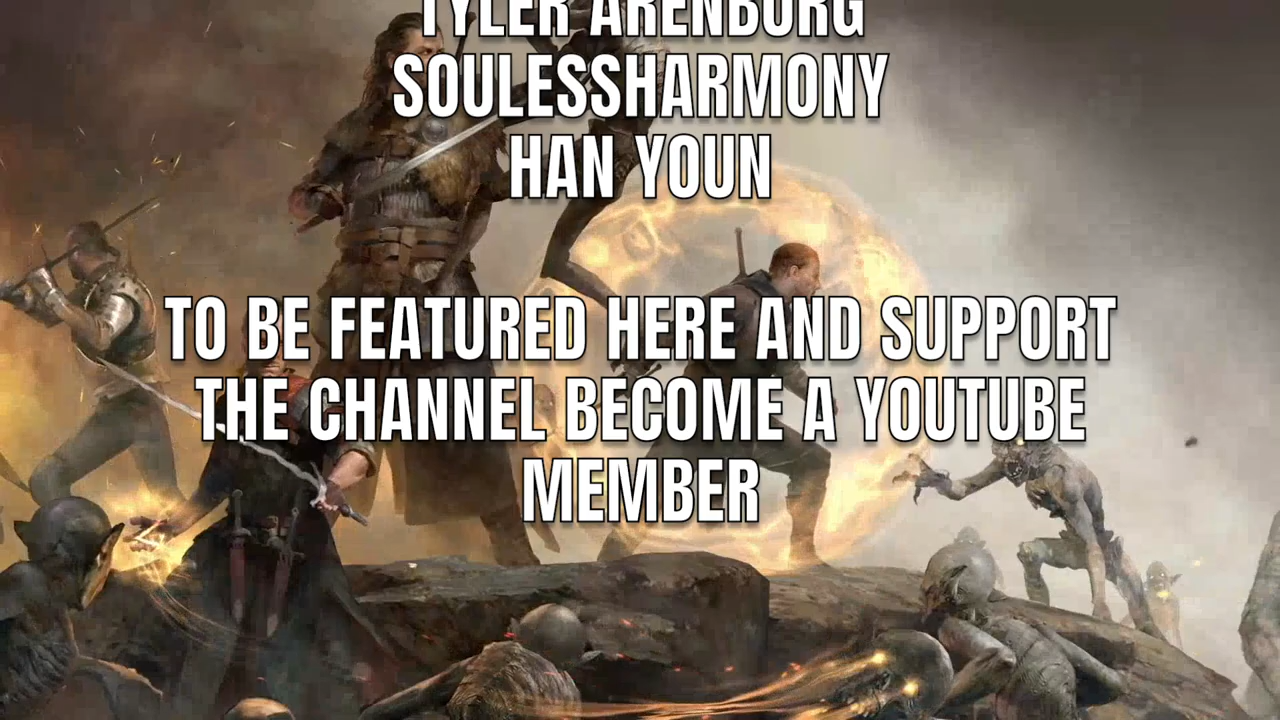 TYLER ARENBURG
SOULESSHARMONY
HAN YOUN
TO BE FEATURED HERE AND SUPPORT
THE CHANNEL BECOME A YOUTUBE
MEMBER